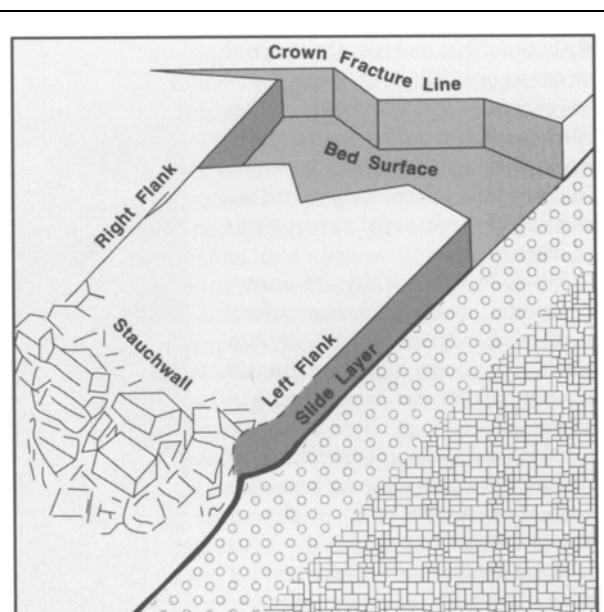 Crown Fracture Line
Bed Surface
Right Flank
Stauchwall
Left Flank
Slide Layer